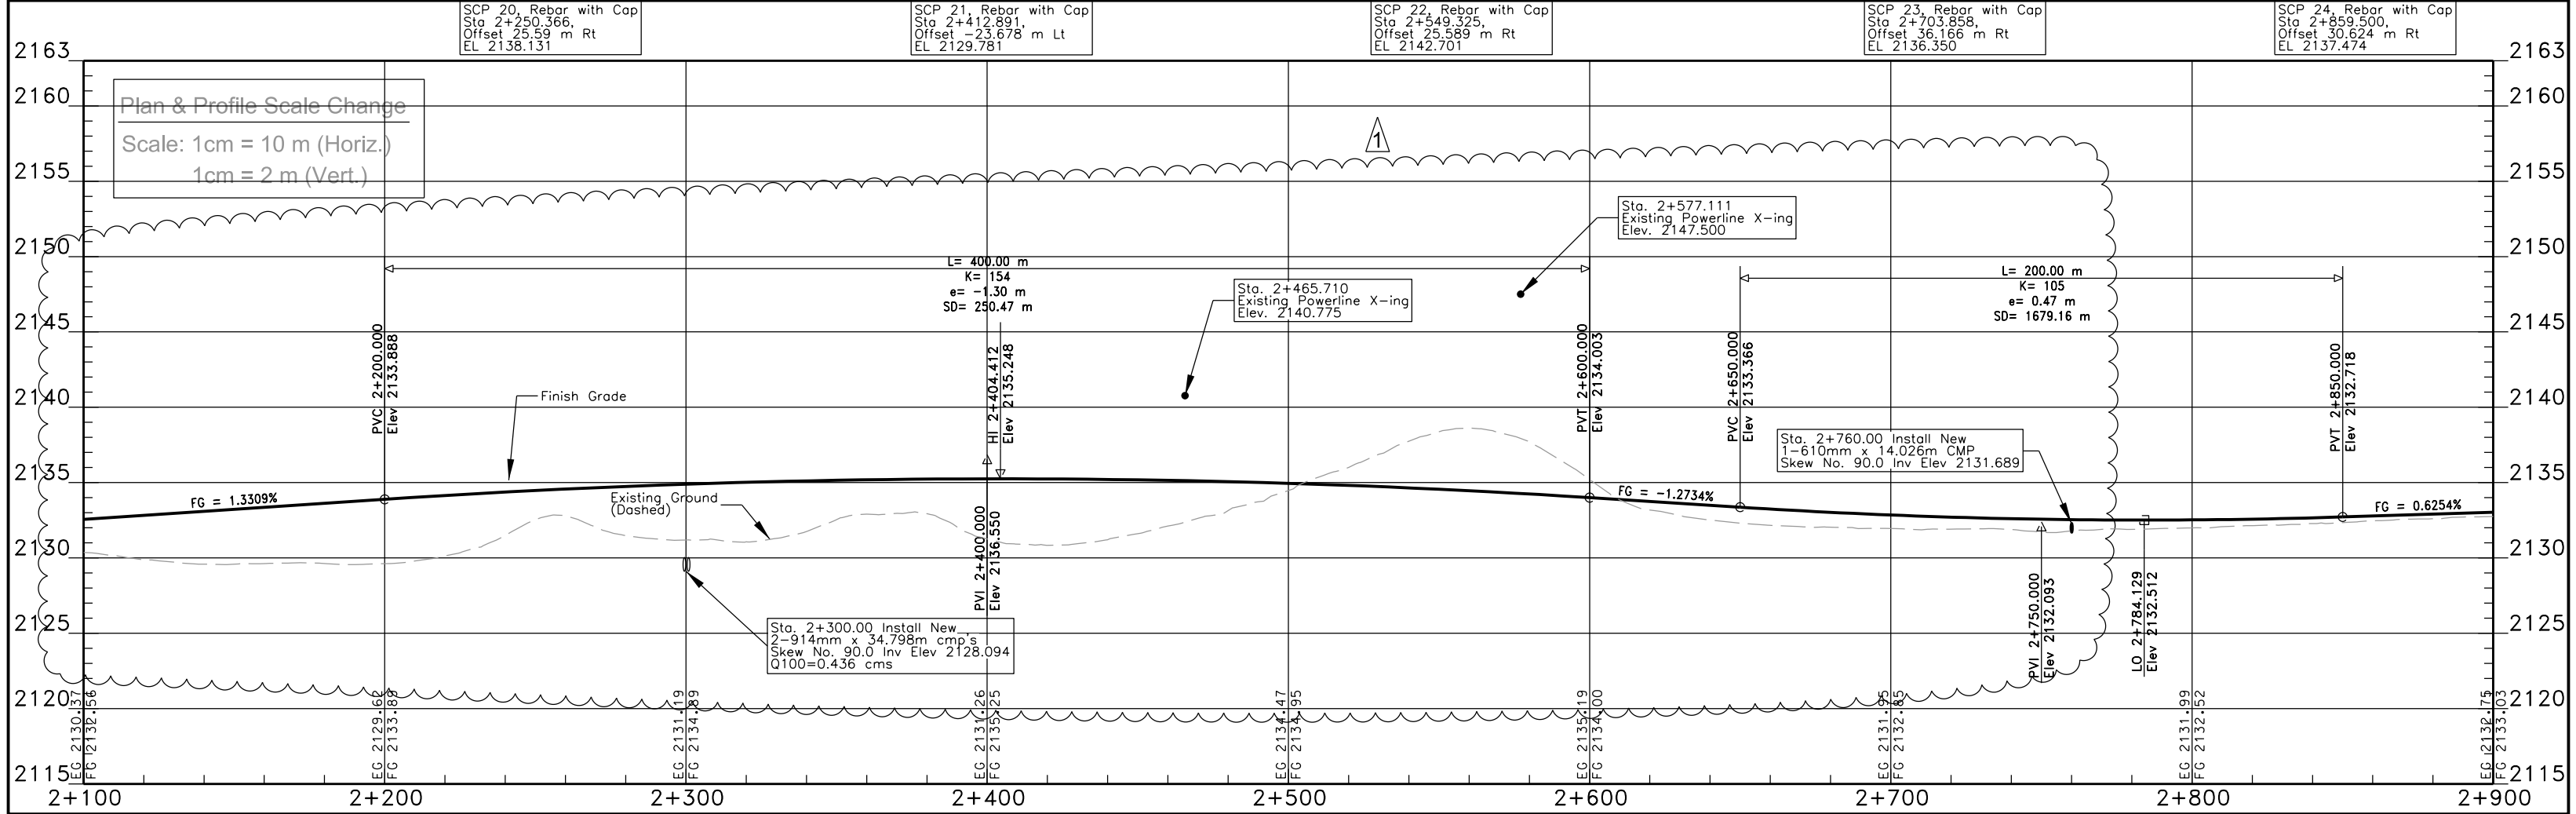 SCP 20, Rebar with Cap
Sta 2+250.366,
Offset 25.59 m Rt
EL 2138.131
SCP 21, Rebar with Cap
Sta 2+412.891,
Offset -23.678 m Lt
EL 2129.781
SCP 22, Rebar with Cap
Sta 2+549.325,
Offset 25.589 m Rt
EL 2142.701
SCP 23, Rebar with Cap
Sta 2+703.858,
Offset 36.166 m Rt
EL 2136.350
SCP 24, Rebar with Cap
Sta 2+859.500,
Offset 30.624 m Rt
EL 2137.474
2163
2160
2155
2150
2145
2140
2135
2130
2125
2120
2115
Plan & Profile Scale Change
Scale: 1cm = 10 m (Horiz.)
1cm = 2 m (Vert.)
1
Sta. 2+577.111
Existing Powerline X-ing
Elev. 2147.500
L= 400.00 m
K= 154
e= -1.30 m
SD= 250.47 m
Sta. 2+465.710
Existing Powerline X-ing
Elev. 2140.775
L= 200.00 m
K= 105
e= 0.47 m
SD= 1679.16 m
PVC 2+200.000
Elev 2133.888
HI 2+404.412
Elev 2135.248
PVT 2+600.000
Elev 2134.003
PVC 2+650.000
Elev 2133.366
PVT 2+850.000
Elev 2132.718
Finish Grade
Sta. 2+760.00 Install New
1-610mm x 14.026m CMP
Skew No. 90.0 Inv Elev 2131.689
FG = 1.3309%
Existing Ground
(Dashed)
FG = -1.2734%
FG = 0.6254%
PVI 2+400.000
Elev 2136.550
PVI 2+750.000
Elev 2132.093
LO 2+784.129
Elev 2132.512
Sta. 2+300.00 Install New
2-914mm x 34.798m cmp's
Skew No. 90.0 Inv Elev 2128.094
Q100=0.436 cms
EG 2130.37
FG 2132.56
EG 2129.62
FG 2133.89
EG 2131.19
FG 2134.89
EG 2131.26
FG 2135.25
EG 2134.47
FG 2134.95
EG 2135.19
FG 2134.00
EG 2131.95
FG 2132.85
EG 2131.99
FG 2132.52
EG 2132.75
FG 2133.03
2163
2160
2155
2150
2145
2140
2135
2130
2125
2120
2115
2+100
2+200
2+300
2+400
2+500
2+600
2+700
2+800
2+900